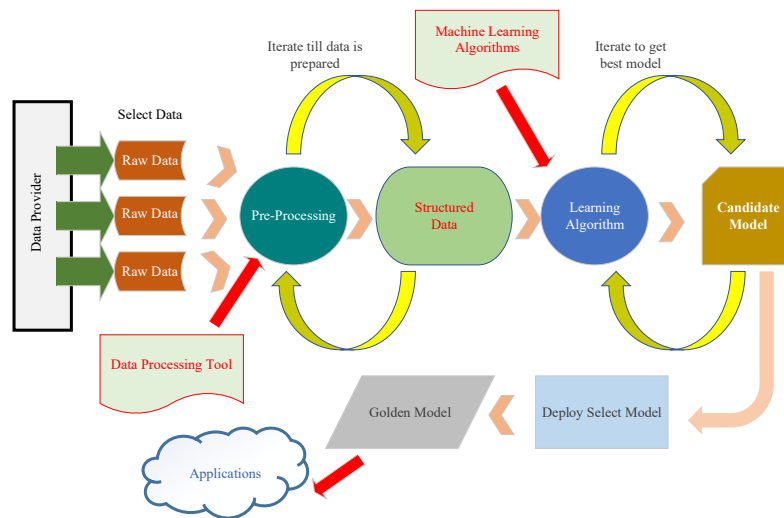 Machine Learning
Algorithms
Iterate till data is
prepared
Iterate to get
best model
Select Data
Data Provider
Raw Data
Raw Data
Raw Data
Pre-Processing
Structured
Data
Learning
Algorithm
Candidate
Model
Data Processing Tool
Golden Model
Deploy Select Model
Applications